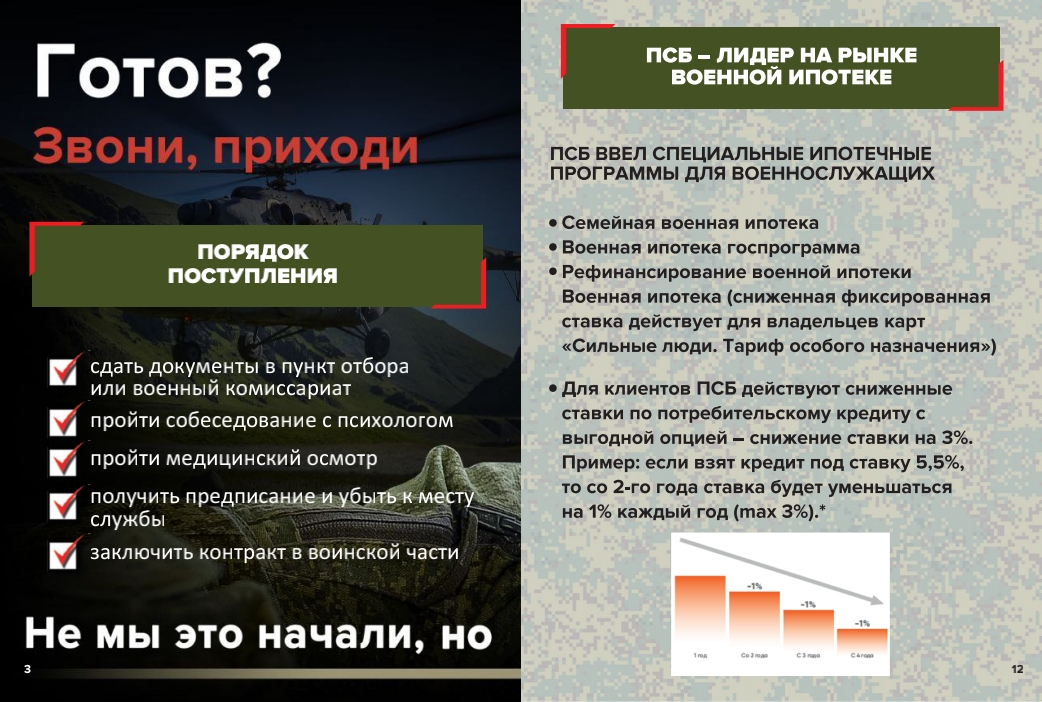 Готов?
Звони, приходи
ПОРЯДОК
ПОСТУПЛЕНИЯ
сдать документы в пункт отбора
или военный комиссариат
пройти собеседование с психологом
пройти медицинский осмотр
получить предписание и убыть к месту
службы
заключить контракт в воинской части
Не мы это начали, но
3
ПСБ – ЛИДЕР НА РЫНКЕ
ВОЕННОЙ ИПОТЕКЕ
ПСБ ВВЕЛ СПЕЦИАЛЬНЫЕ ИПОТЕЧНЫЕ
ПРОГРАММЫ ДЛЯ ВОЕННОСЛУЖАЩИХ
• Семейная военная ипотека
• Военная ипотека госпрограмма
• Рефинансирование военной ипотеки
Военная ипотека (сниженная фиксированная
ставка действует для владельцев карт
«Сильные люди. Тариф особого назначения»)
• Для клиентов ПСБ действуют сниженные
ставки по потребительскому кредиту с
выгодной опцией – снижение ставки на 3%.
Пример: если взят кредит под ставку 5,5%,
то со 2-го года ставка будет уменьшаться
на 1% каждый год (max 3%).*
-1%
-1%
-1%
1 год
Со 2 года
С 3 года
С 4 года
12